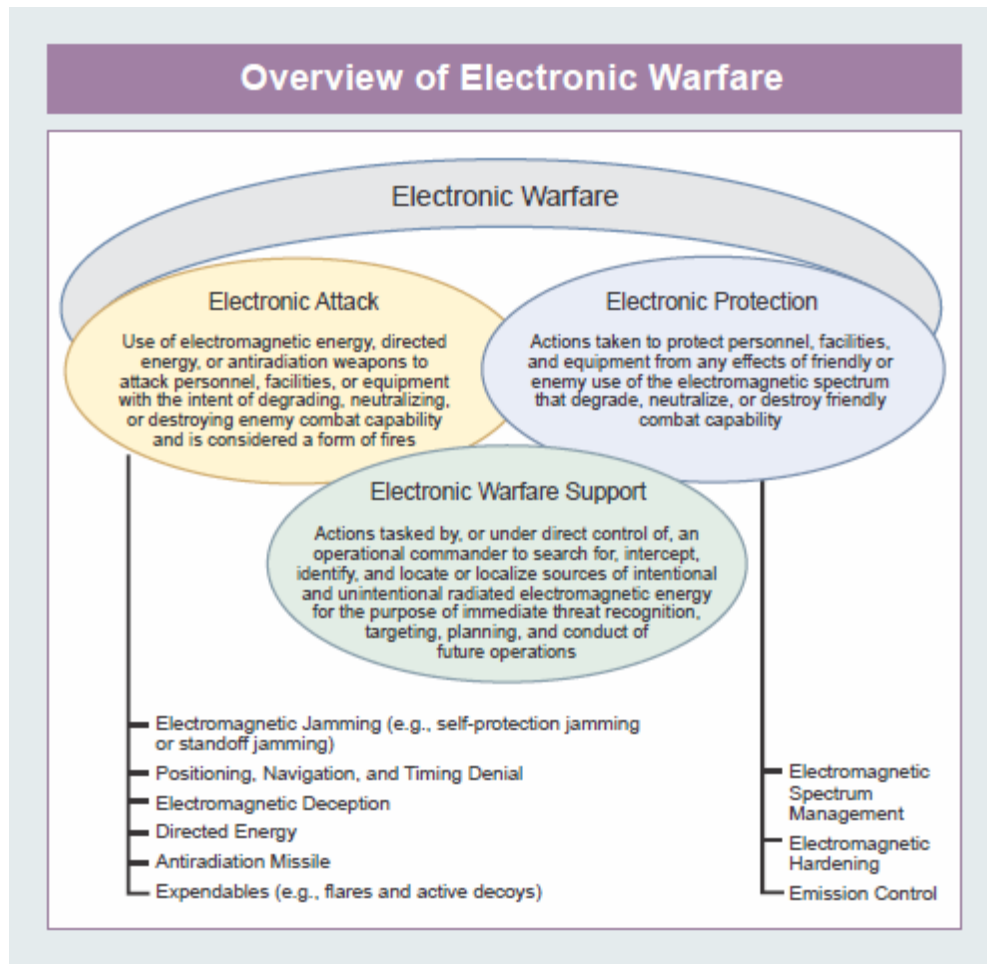 Overview of Electronic Warfare
Electronic Warfare
Electronic Attack
Use of electromagnetic energy, directed
energy, or antiradiation weapons to
attack personnel, facilities, or equipment
with the intent of degrading, neutralizing,
or destroying enemy combat capability
and is considered a form of fires
Electronic Protection
Actions taken to protect personnel, facilities,
and equipment from any effects of friendly or
enemy use of the electromagnetic spectrum
that degrade, neutralize, or destroy friendly
combat capability
Electronic Warfare Support
Actions tasked by, or under direct control of, an
operational commander to search for, intercept,
identify, and locate or localize sources of intentional
and unintentional radiated electromagnetic energy
for the purpose of immediate threat recognition,
targeting, planning, and conduct of
future operations
Electromagnetic Jamming (e.g., self-protection jamming
or standoff jamming)
Positioning, Navigation, and Timing Denial
Electromagnetic Deception
Directed Energy
Antiradiation Missile
Expendables (e.g., flares and active decoys)
Electromagnetic
Spectrum
Management
Electromagnetic
Hardening
Emission Control